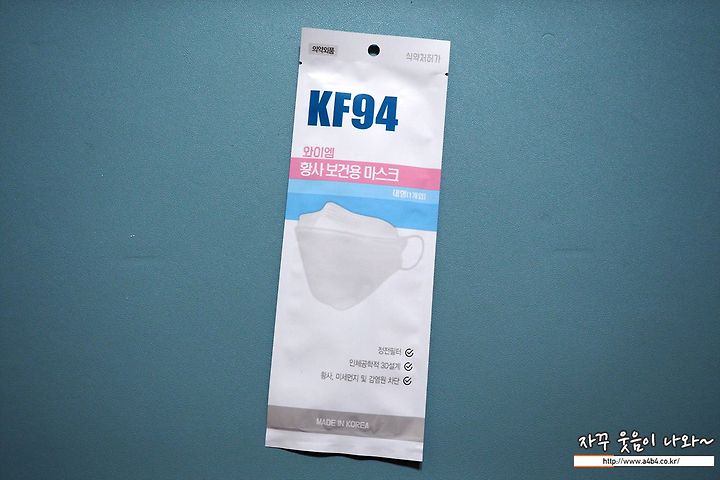 의약외품
식약처허가
KF94
와이엠
황사 보건용 마스크
대형(1개입)
정전필터
인체공학적 3D설계
황사, 미세먼지 및 감염원 차단
MADE IN KOREA
자꾸 웃음이 나와~
http://www.a4b4.co.kr/